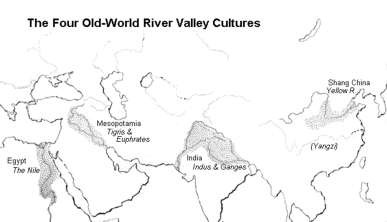 The Four Old-World River Valley Cultures
Shang China
Yellow R.
Mesopotamia
Tigris &
Euphrates
(Yangzi)
India
Indus & Ganges
Egypt
The Nile